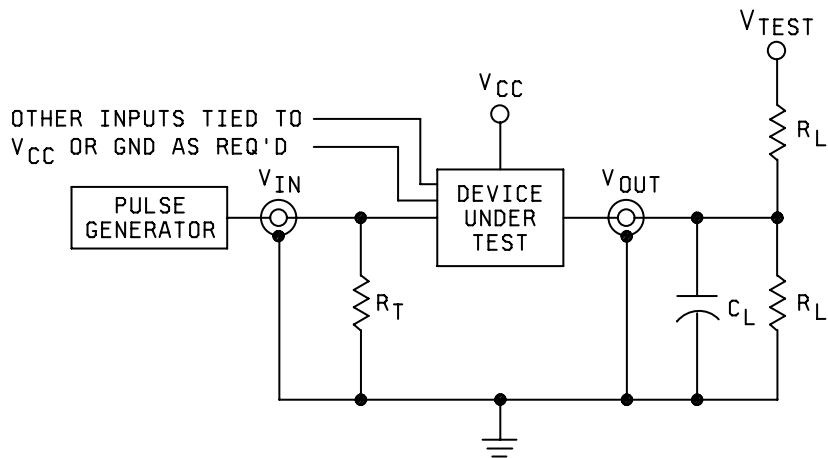 VTEST
VCC
OTHER INPUTS TIED TO
VCC OR GND AS REQ'D
RL
VIN
VOUT
PULSE
GENERATOR
DEVICE
UNDER
TEST
RT
CL
RL